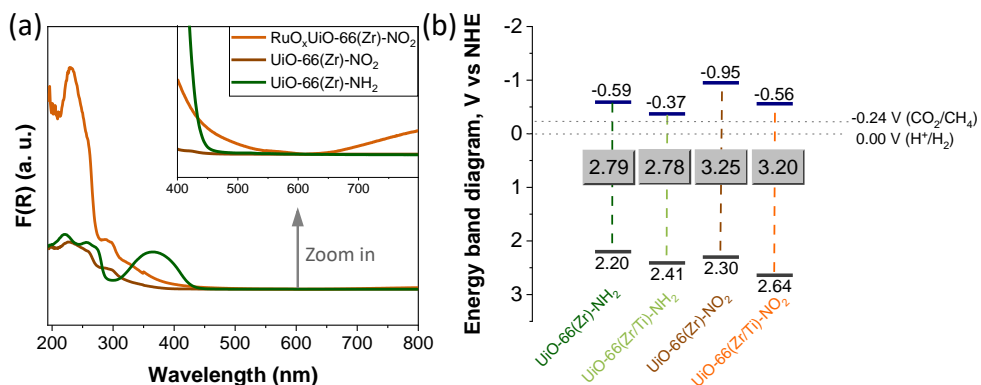 (a)
RuOₓUiO-66(Zr)-NO₂
UiO-66(Zr)-NO₂
UiO-66(Zr)-NH₂
400 500 600 700 800
Zoom in
F(R) (a. u.)
200 300 400 500 600 700 800
Wavelength (nm)
(b)
Energy band diagram, V vs NHE
-2
-1
0
1
2
3
-0.59
-0.37
-0.95
-0.56
-0.24 V (CO₂/CH₄)
0.00 V (H⁺/H₂)
2.79 2.78 3.25 3.20
2.20
2.41
2.30
2.64
UiO-66(Zr)-NH₂
UiO-66(Zr/Ti)-NH₂
UiO-66(Zr)-NO₂
UiO-66(Zr/Ti)-NO₂